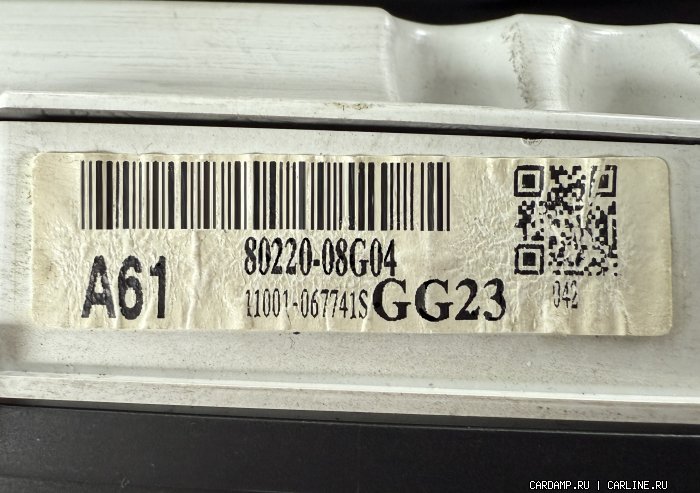 80220-08G04
A61
11001-067741S GG23
042
CARDAMP.RU | CARLINE.RU